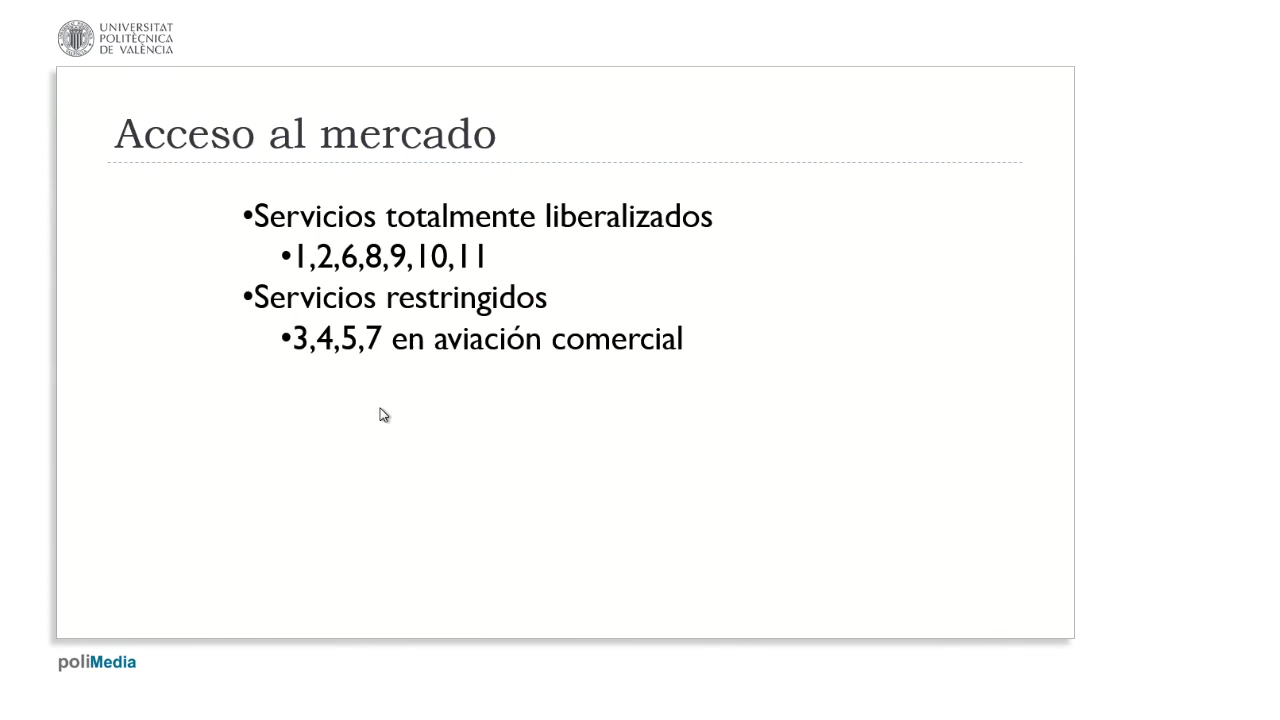 UNIVERSITAT
POLITÈCNICA
DE VALÈNCIA
Acceso al mercado
•Servicios totalmente liberalizados
•1,2,6,8,9,10,11
•Servicios restringidos
•3,4,5,7 en aviación comercial
poliMedia